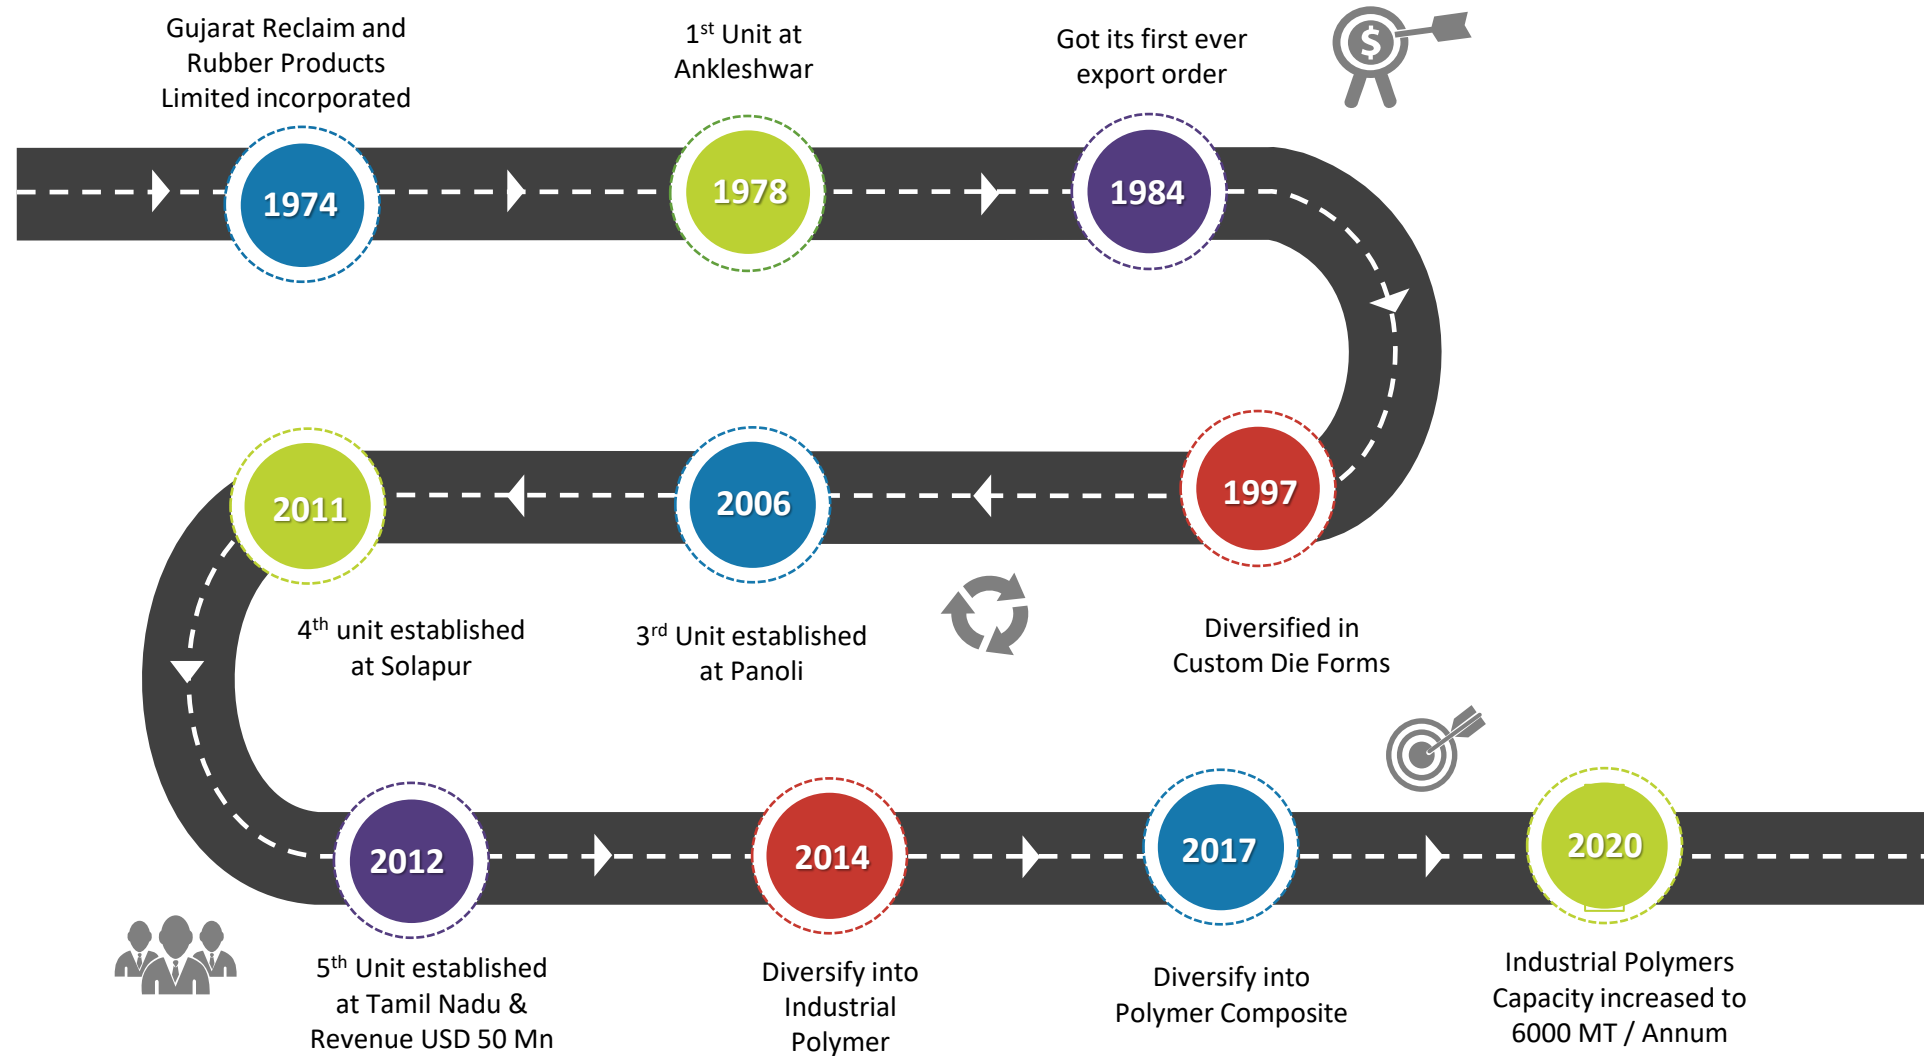 Gujarat Reclaim and
Rubber Products
Limited incorporated
1974
1st Unit at
Ankleshwar
1978
Got its first ever
export order
$
1984
1997
Diversified in
Custom Die Forms
2006
3rd Unit established
at Panoli
2011
4th unit established
at Solapur
2012
5th Unit established
at Tamil Nadu &
Revenue USD 50 Mn
2014
Diversify into
Industrial
Polymer
2017
Diversify into
Polymer Composite
2020
Industrial Polymers
Capacity increased to
6000 MT / Annum